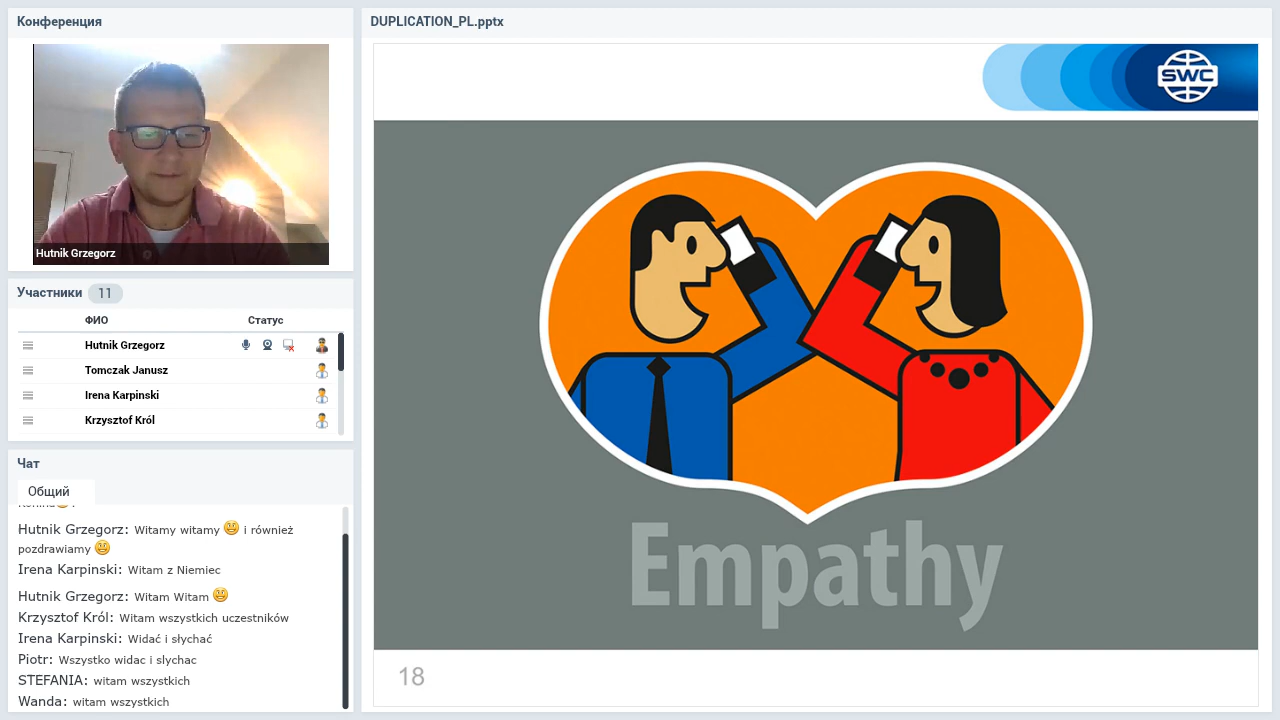 Конференция
Hutnik Grzegorz
Участники 11
ФИО Статус
Hutnik Grzegorz
Tomczak Janusz
Irena Karpinski
Krzysztof Król
Чат
Общий
Hutnik Grzegorz: Witamy witamy i również
pozdrawiamy
Irena Karpinski: Witam z Niemiec
Hutnik Grzegorz: Witam Witam
Krzysztof Król: Witam wszystkich uczestników
Irena Karpinski: Widać i słychać
Piotr: Wszystko widac i slychac
STEFANIA: witam wszystkich
Wanda: witam wszystkich
DUPLICATION_PL.pptx
SWC
Empathy
18